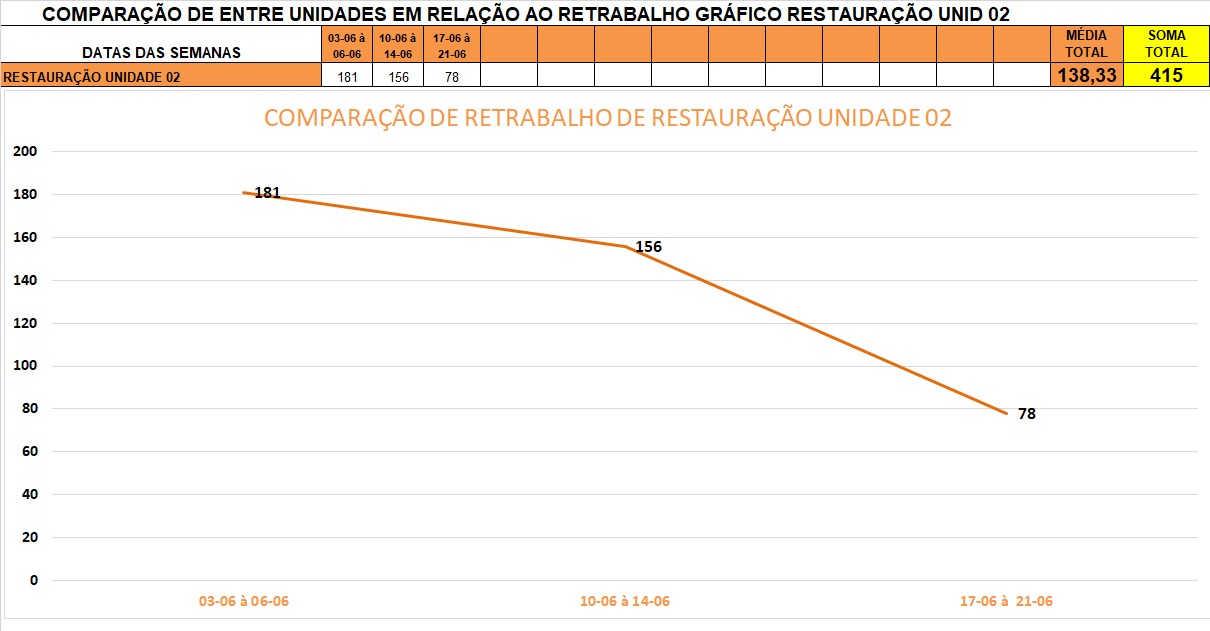 COMPARAÇÃO DE ENTRE UNIDADES EM RELAÇÃO AO RETRABALHO GRÁFICO RESTAURAÇÃO UNID 02
DATAS DAS SEMANAS 03-06 à 06-06 10-06 à 14-06 17-06 à 21-06 MÉDIA TOTAL SOMA TOTAL
RESTAURAÇÃO UNIDADE 02 181 156 78 138,33 415
COMPARAÇÃO DE RETRABALHO DE RESTAURAÇÃO UNIDADE 02
200
180
181
160
156
140
120
100
80
78
60
40
20
0
03-06 à 06-06 10-06 à 14-06 17-06 à 21-06